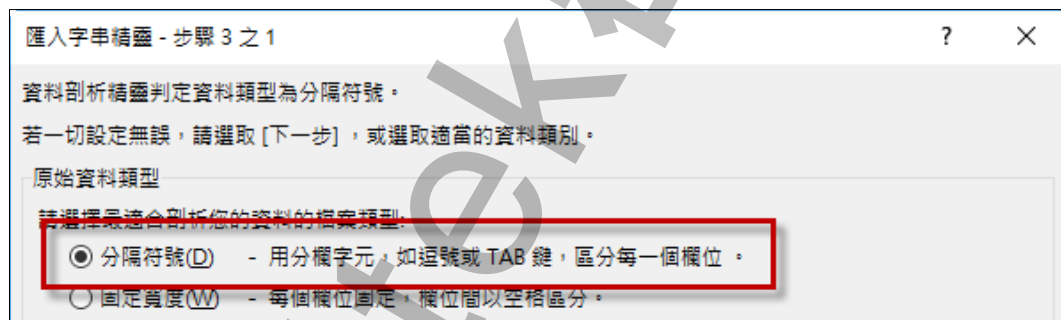 匯入字串精靈 - 步驟 3 之 1 ? ×
資料剖析精靈判定資料類型為分隔符號。
若一切設定無誤，請選取 [下一步] ，或選取適當的資料類別。
原始資料類型
請選擇最適合剖析您的資料的檔案類型:
分隔符號(D) - 用分欄字元，如逗號或 TAB 鍵，區分每一個欄位 。
固定寬度(W) - 每個欄位固定，欄位間以空格區分。